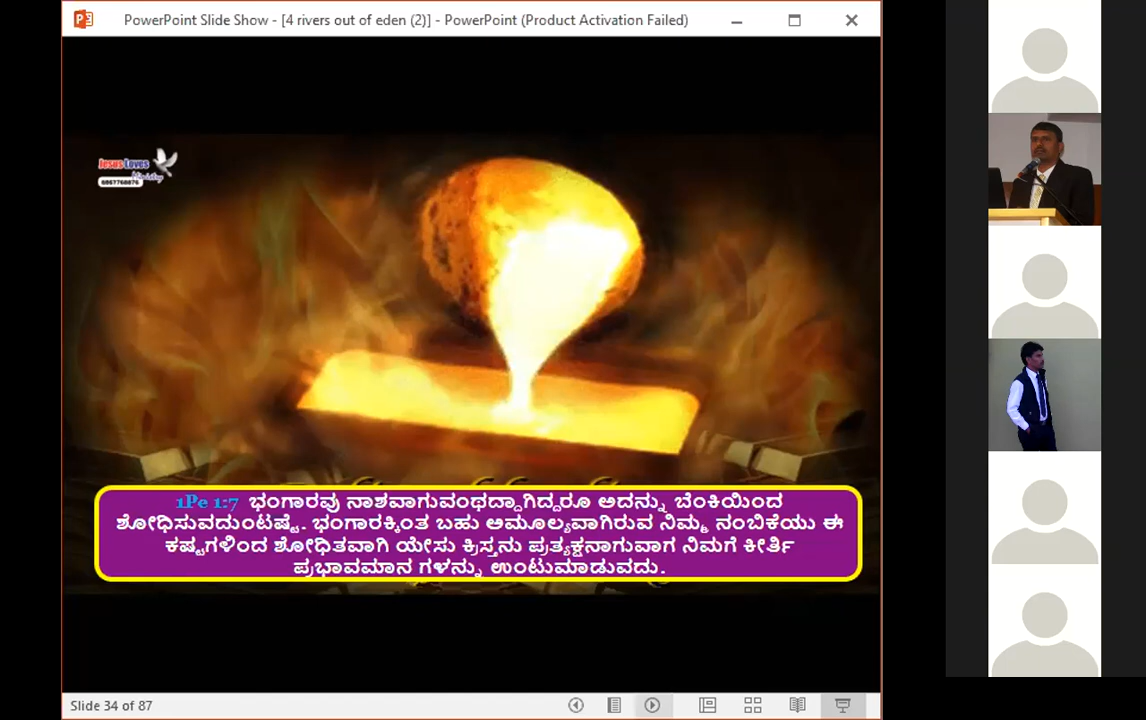 PowerPoint Slide Show - [4 rivers out of eden (2)] - PowerPoint (Product Activation Failed)
Jesus Loves
Ministry
1Pe 1:7 ಭಂಗಾರವು ನಾಶವಾಗುವಂಥದ್ದಾಗಿದ್ದರೂ ಅದನ್ನು ಬೆಂಕಿಯಿಂದ
ಶೋಧಿಸುವದುಂಟಷ್ಟೆ. ಭಂಗಾರಕ್ಕಿಂತ ಬಹು ಅಮೂಲ್ಯವಾಗಿರುವ ನಿಮ್ಮ ನಂಬಿಕೆಯು ಈ
ಕಷ್ಟಗಳಿಂದ ಶೋಧಿತವಾಗಿ ಯೇಸು ಕ್ರಿಸ್ತನು ಪ್ರತ್ಯಕ್ಷನಾಗುವಾಗ ನಿಮಗೆ ಕೀರ್ತಿ
ಪ್ರಭಾವಮಾನ ಗಳನ್ನು ಉಂಟುಮಾಡುವದು.
Slide 34 of 87